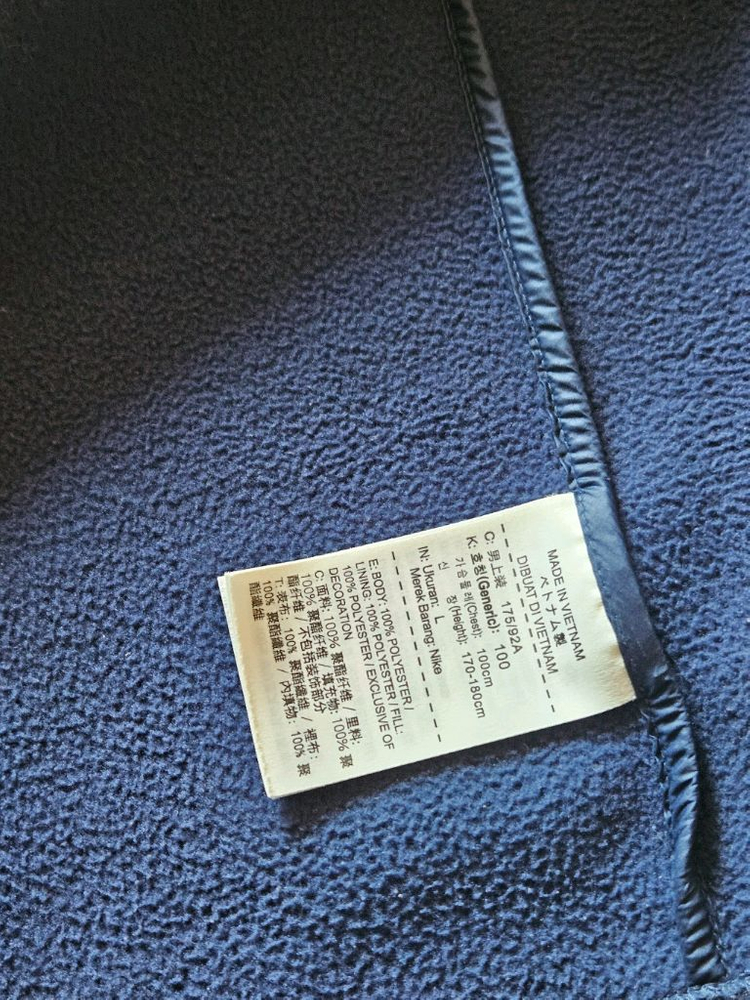 MADE IN VIETNAM
ベトナム製
DIBUAT DI VIETNAM
C: 男上装 175/92A
K: 호칭(Generic): 100
가슴둘레(Chest): 100cm
신 장(Height): 170-180cm
IN: Ukuran: L
Merek Barang: Nike
E: BODY: 100% POLYESTER /
LINING: 100% POLYESTER / FILL:
100% POLYESTER / EXCLUSIVE OF
DECORATION
C: 面料: 100% 聚酯纤维 / 里料:
100% 聚酯纤维 / 填充物: 100% 聚
酯纤维 / 不包括装饰部分
T: 表布: 100% 聚酯纖維 / 裡布:
100% 聚酯纖維 / 內填物: 100% 聚
酯纖維